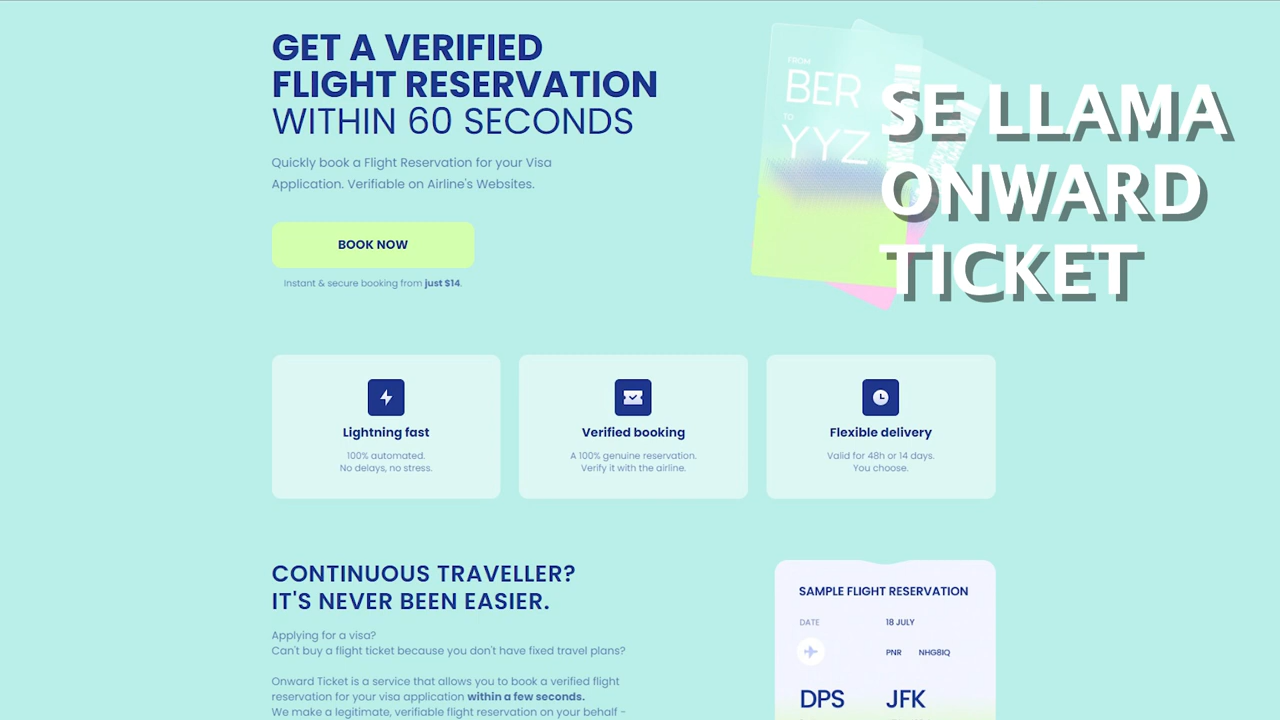 GET A VERIFIED
FLIGHT RESERVATION
WITHIN 60 SECONDS
Quickly book a Flight Reservation for your Visa
Application. Verifiable on Airline's Websites.
BOOK NOW
Instant & secure booking from just $14.
FROM
BER
TO
YYZ
SE LLAMA
ONWARD
TICKET
Lightning fast
100% automated.
No delays, no stress.
Verified booking
A 100% genuine reservation.
Verify it with the airline.
Flexible delivery
Valid for 48h or 14 days.
You choose.
CONTINUOUS TRAVELLER?
IT'S NEVER BEEN EASIER.
Applying for a visa?
Can't buy a flight ticket because you don't have fixed travel plans?
Onward Ticket is a service that allows you to book a verified flight
reservation for your visa application within a few seconds.
We make a legitimate, verifiable flight reservation on your behalf -
SAMPLE FLIGHT RESERVATION
DATE 18 JULY
PNR NHG8IQ
DPS JFK